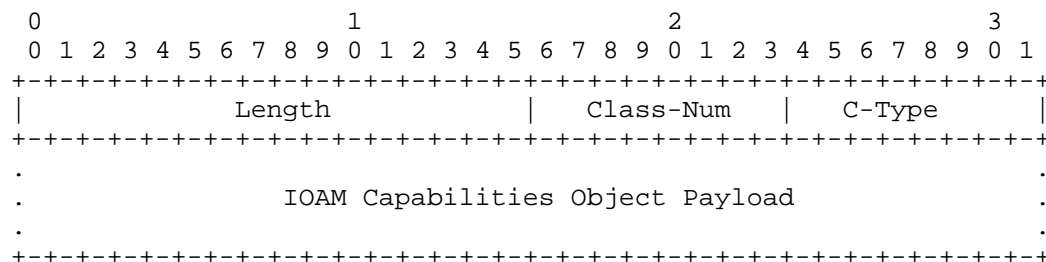 0                   1                   2                   3
 0 1 2 3 4 5 6 7 8 9 0 1 2 3 4 5 6 7 8 9 0 1 2 3 4 5 6 7 8 9 0 1
+-+-+-+-+-+-+-+-+-+-+-+-+-+-+-+-+-+-+-+-+-+-+-+-+-+-+-+-+-+-+-+-+
|             Length            |   Class-Num   |   C-Type      |
+-+-+-+-+-+-+-+-+-+-+-+-+-+-+-+-+-+-+-+-+-+-+-+-+-+-+-+-+-+-+-+-+
.                                                               .
.                IOAM Capabilities Object Payload               .
.                                                               .
+-+-+-+-+-+-+-+-+-+-+-+-+-+-+-+-+-+-+-+-+-+-+-+-+-+-+-+-+-+-+-+-+